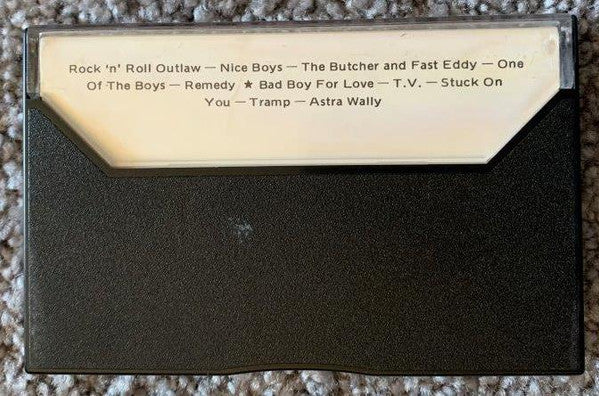 Rock 'n' Roll Outlaw — Nice Boys — The Butcher and Fast Eddy — One
Of The Boys — Remedy ★ Bad Boy For Love — T.V. — Stuck On
You — Tramp — Astra Wally